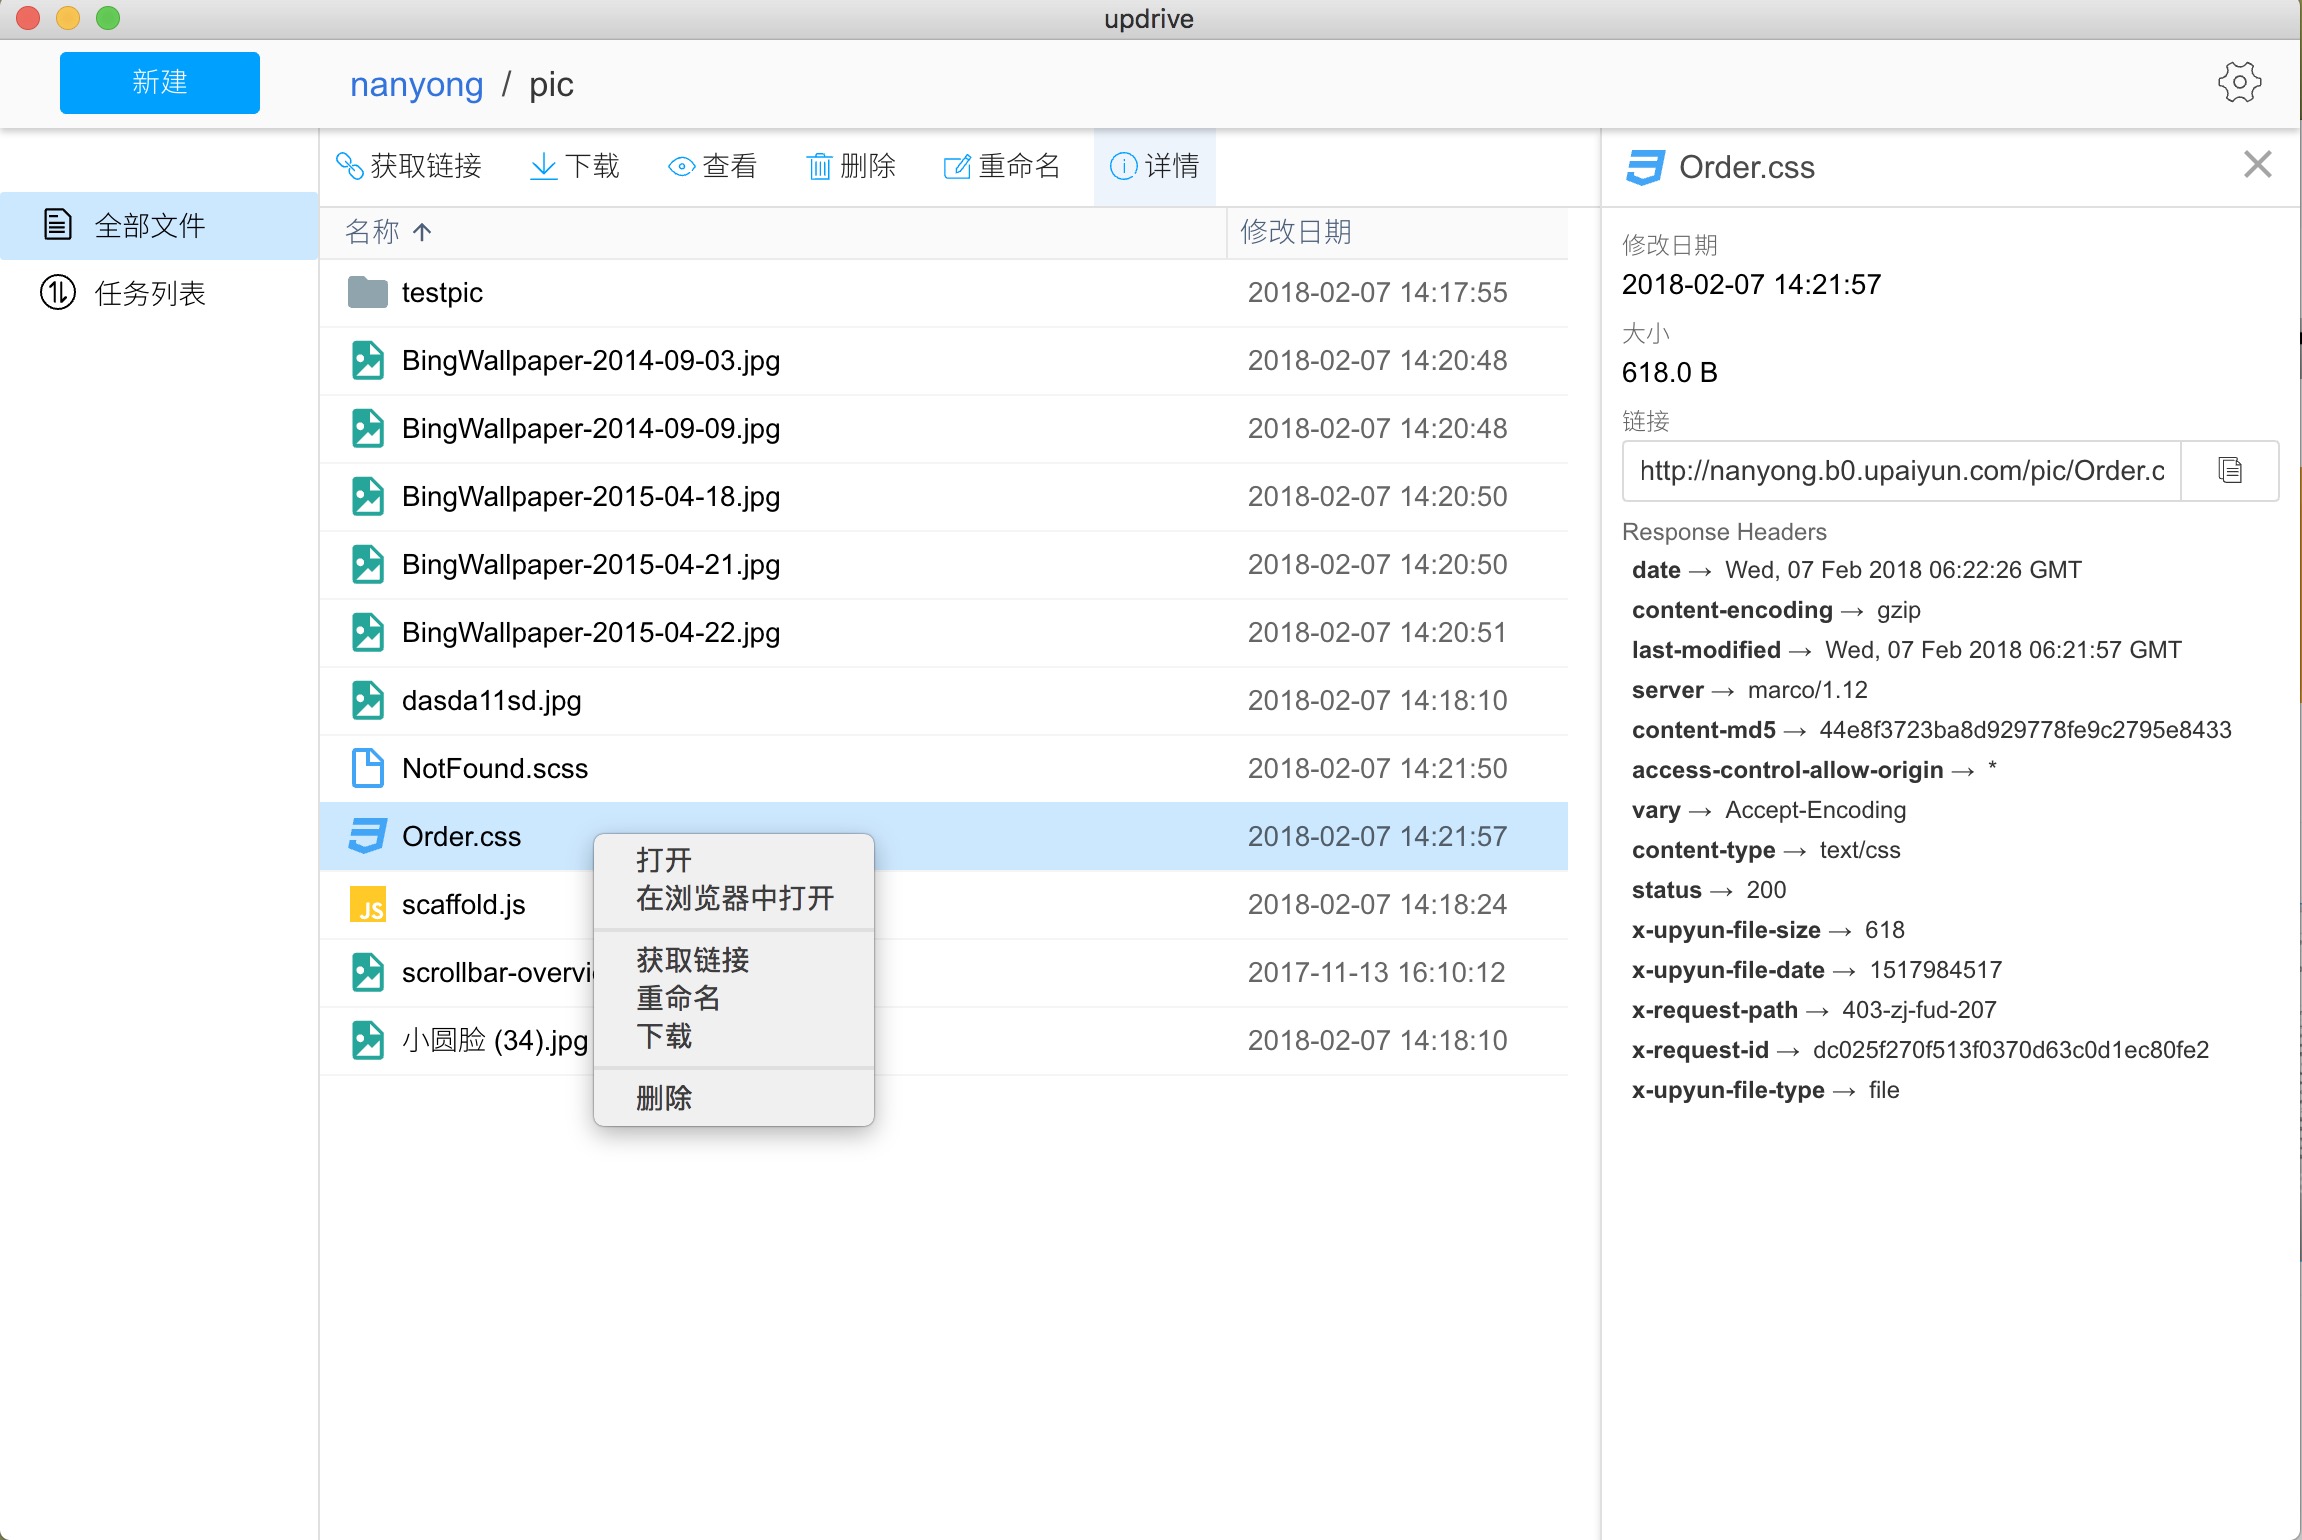 updrive
新建
nanyong / pic
全部文件
任务列表
获取链接 下载 查看 删除 重命名 详情
名称 ↑ 修改日期
testpic 2018-02-07 14:17:55
BingWallpaper-2014-09-03.jpg 2018-02-07 14:20:48
BingWallpaper-2014-09-09.jpg 2018-02-07 14:20:48
BingWallpaper-2015-04-18.jpg 2018-02-07 14:20:50
BingWallpaper-2015-04-21.jpg 2018-02-07 14:20:50
BingWallpaper-2015-04-22.jpg 2018-02-07 14:20:51
dasda11sd.jpg 2018-02-07 14:18:10
NotFound.scss 2018-02-07 14:21:50
Order.css 2018-02-07 14:21:57
JS scaffold.js 2018-02-07 14:18:24
scrollbar-overvi 2017-11-13 16:10:12
小圆脸 (34).jpg 2018-02-07 14:18:10
打开
在浏览器中打开
获取链接
重命名
下载
删除
Order.css
修改日期
2018-02-07 14:21:57
大小
618.0 B
链接
http://nanyong.b0.upaiyun.com/pic/Order.c
Response Headers
date → Wed, 07 Feb 2018 06:22:26 GMT
content-encoding → gzip
last-modified → Wed, 07 Feb 2018 06:21:57 GMT
server → marco/1.12
content-md5 → 44e8f3723ba8d929778fe9c2795e8433
access-control-allow-origin → *
vary → Accept-Encoding
content-type → text/css
status → 200
x-upyun-file-size → 618
x-upyun-file-date → 1517984517
x-request-path → 403-zj-fud-207
x-request-id → dc025f270f513f0370d63c0d1ec80fe2
x-upyun-file-type → file